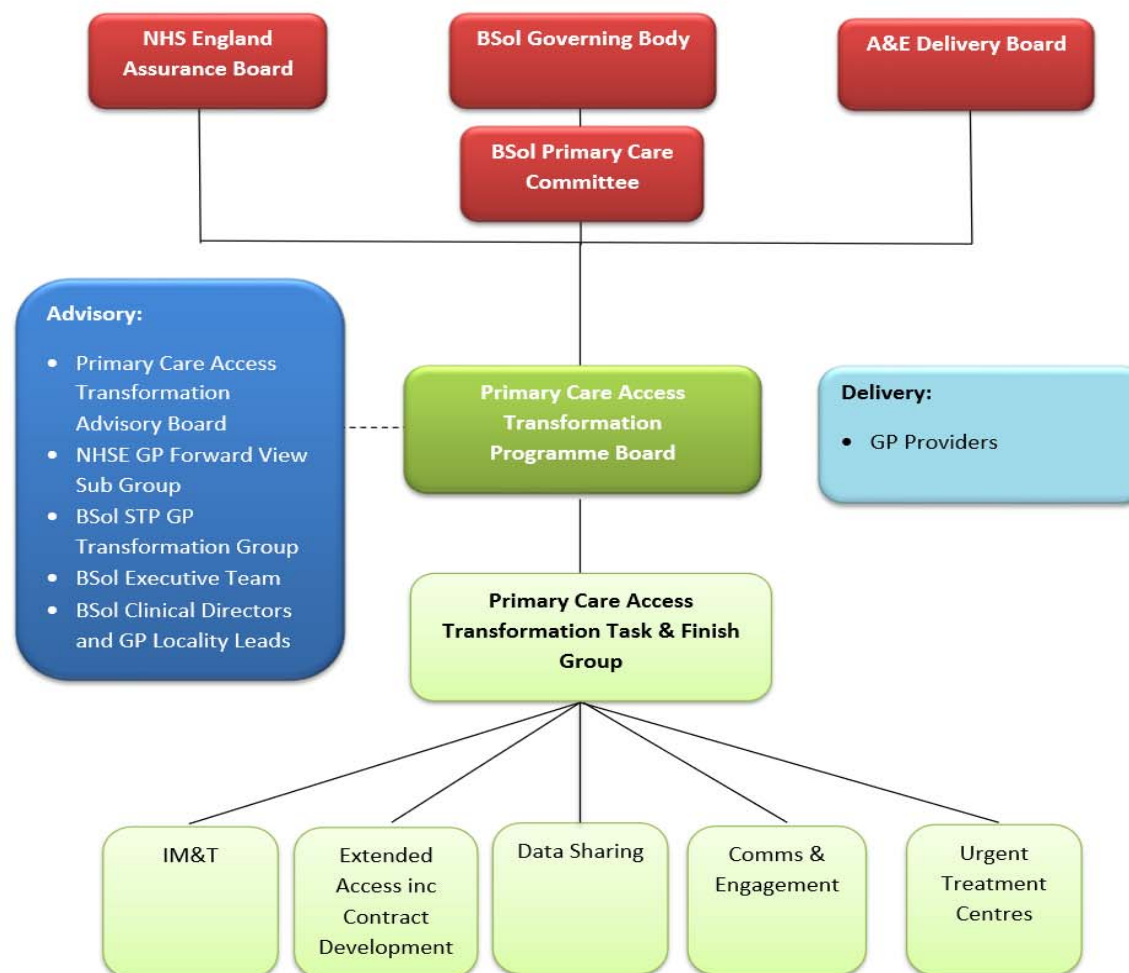 NHS England
Assurance Board
BSol Governing Body
A&E Delivery Board
BSol Primary Care
Committee
Advisory:
• Primary Care Access
Transformation
Advisory Board
• NHSE GP Forward View
Sub Group
• BSol STP GP
Transformation Group
• BSol Executive Team
• BSol Clinical Directors
and GP Locality Leads
Primary Care Access
Transformation
Programme Board
Delivery:
• GP Providers
Primary Care Access
Transformation Task & Finish
Group
IM&T
Extended
Access inc
Contract
Development
Data Sharing
Comms &
Engagement
Urgent
Treatment
Centres